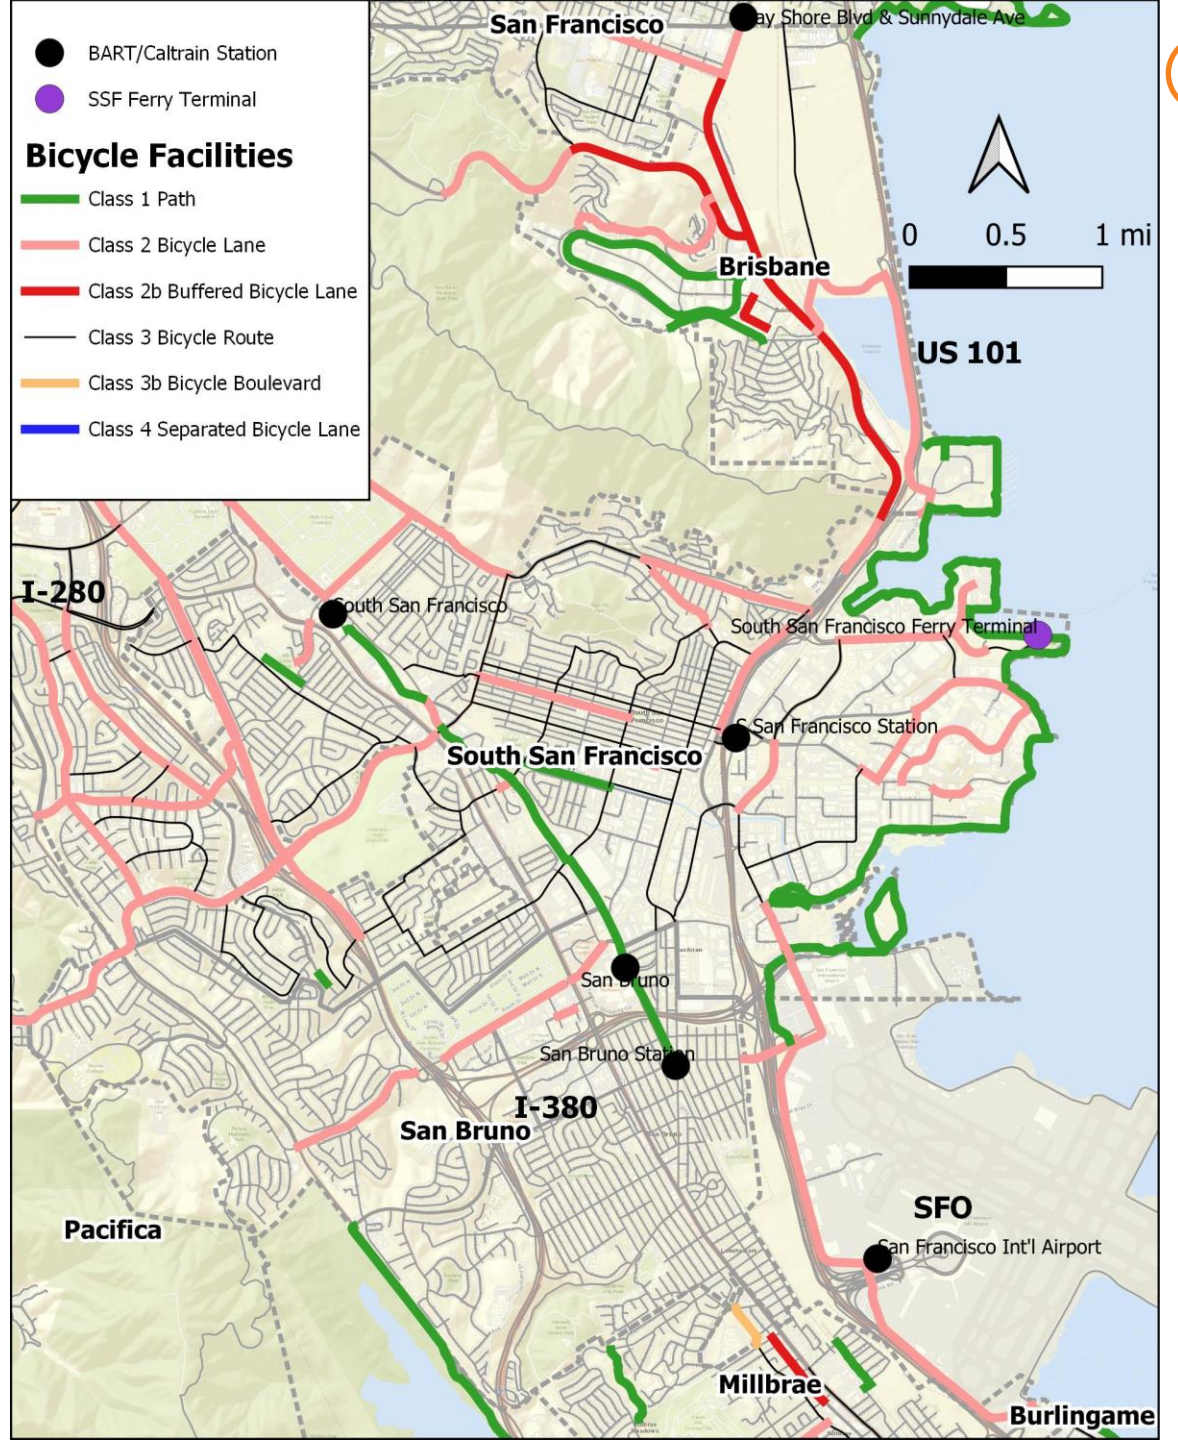 BART/Caltrain Station
SSF Ferry Terminal
Bicycle Facilities
Class 1 Path
Class 2 Bicycle Lane
Class 2b Buffered Bicycle Lane
Class 3 Bicycle Route
Class 3b Bicycle Boulevard
Class 4 Separated Bicycle Lane
San Francisco
ay Shore Blvd & Sunnydale Ave
0 0.5 1 mi
Brisbane
US 101
I-280
South San Francisco
South San Francisco Ferry Terminal
S San Francisco Station
South San Francisco
San Bruno
San Bruno Station
I-380
San Bruno
SFO
Pacifica
San Francisco Int'l Airport
Millbrae
Burlingame